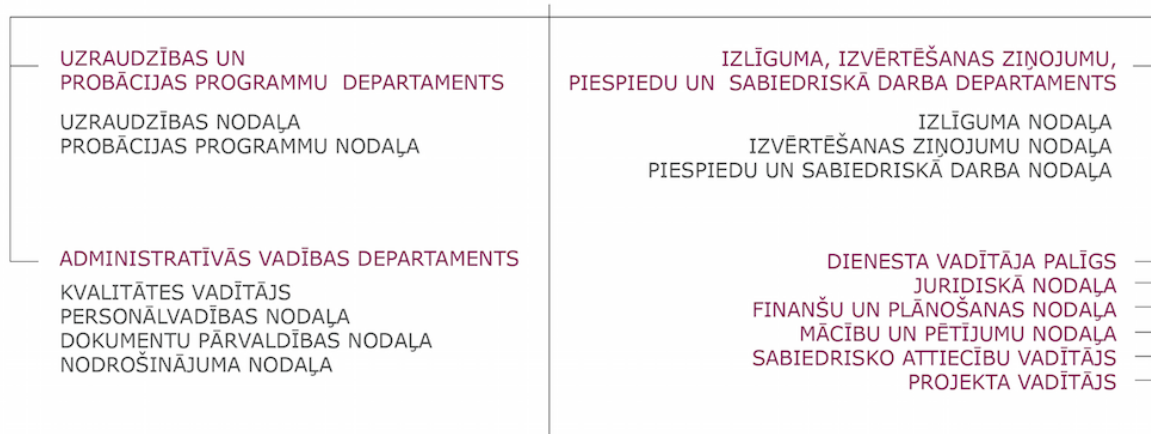 UZRAUDZĪBAS UN
PROBĀCIJAS PROGRAMMU DEPARTAMENTS
UZRAUDZĪBAS NODAĻA
PROBĀCIJAS PROGRAMMU NODAĻA
ADMINISTRATĪVĀS VADĪBAS DEPARTAMENTS
KVALITĀTES VADĪTĀJS
PERSONĀLVADĪBAS NODAĻA
DOKUMENTU PĀRVALDĪBAS NODAĻA
NODROŠINĀJUMA NODAĻA
IZLĪGUMA, IZVĒRTĒŠANAS ZIŅOJUMU,
PIESPIEDU UN SABIEDRISKĀ DARBA DEPARTAMENTS
IZLĪGUMA NODAĻA
IZVĒRTĒŠANAS ZIŅOJUMU NODAĻA
PIESPIEDU UN SABIEDRISKĀ DARBA NODAĻA
DIENESTA VADĪTĀJA PALĪGS
JURIDISKĀ NODAĻA
FINANŠU UN PLĀNOŠANAS NODAĻA
MĀCĪBU UN PĒTĪJUMU NODAĻA
SABIEDRISKO ATTIECĪBU VADĪTĀJS
PROJEKTA VADĪTĀJS